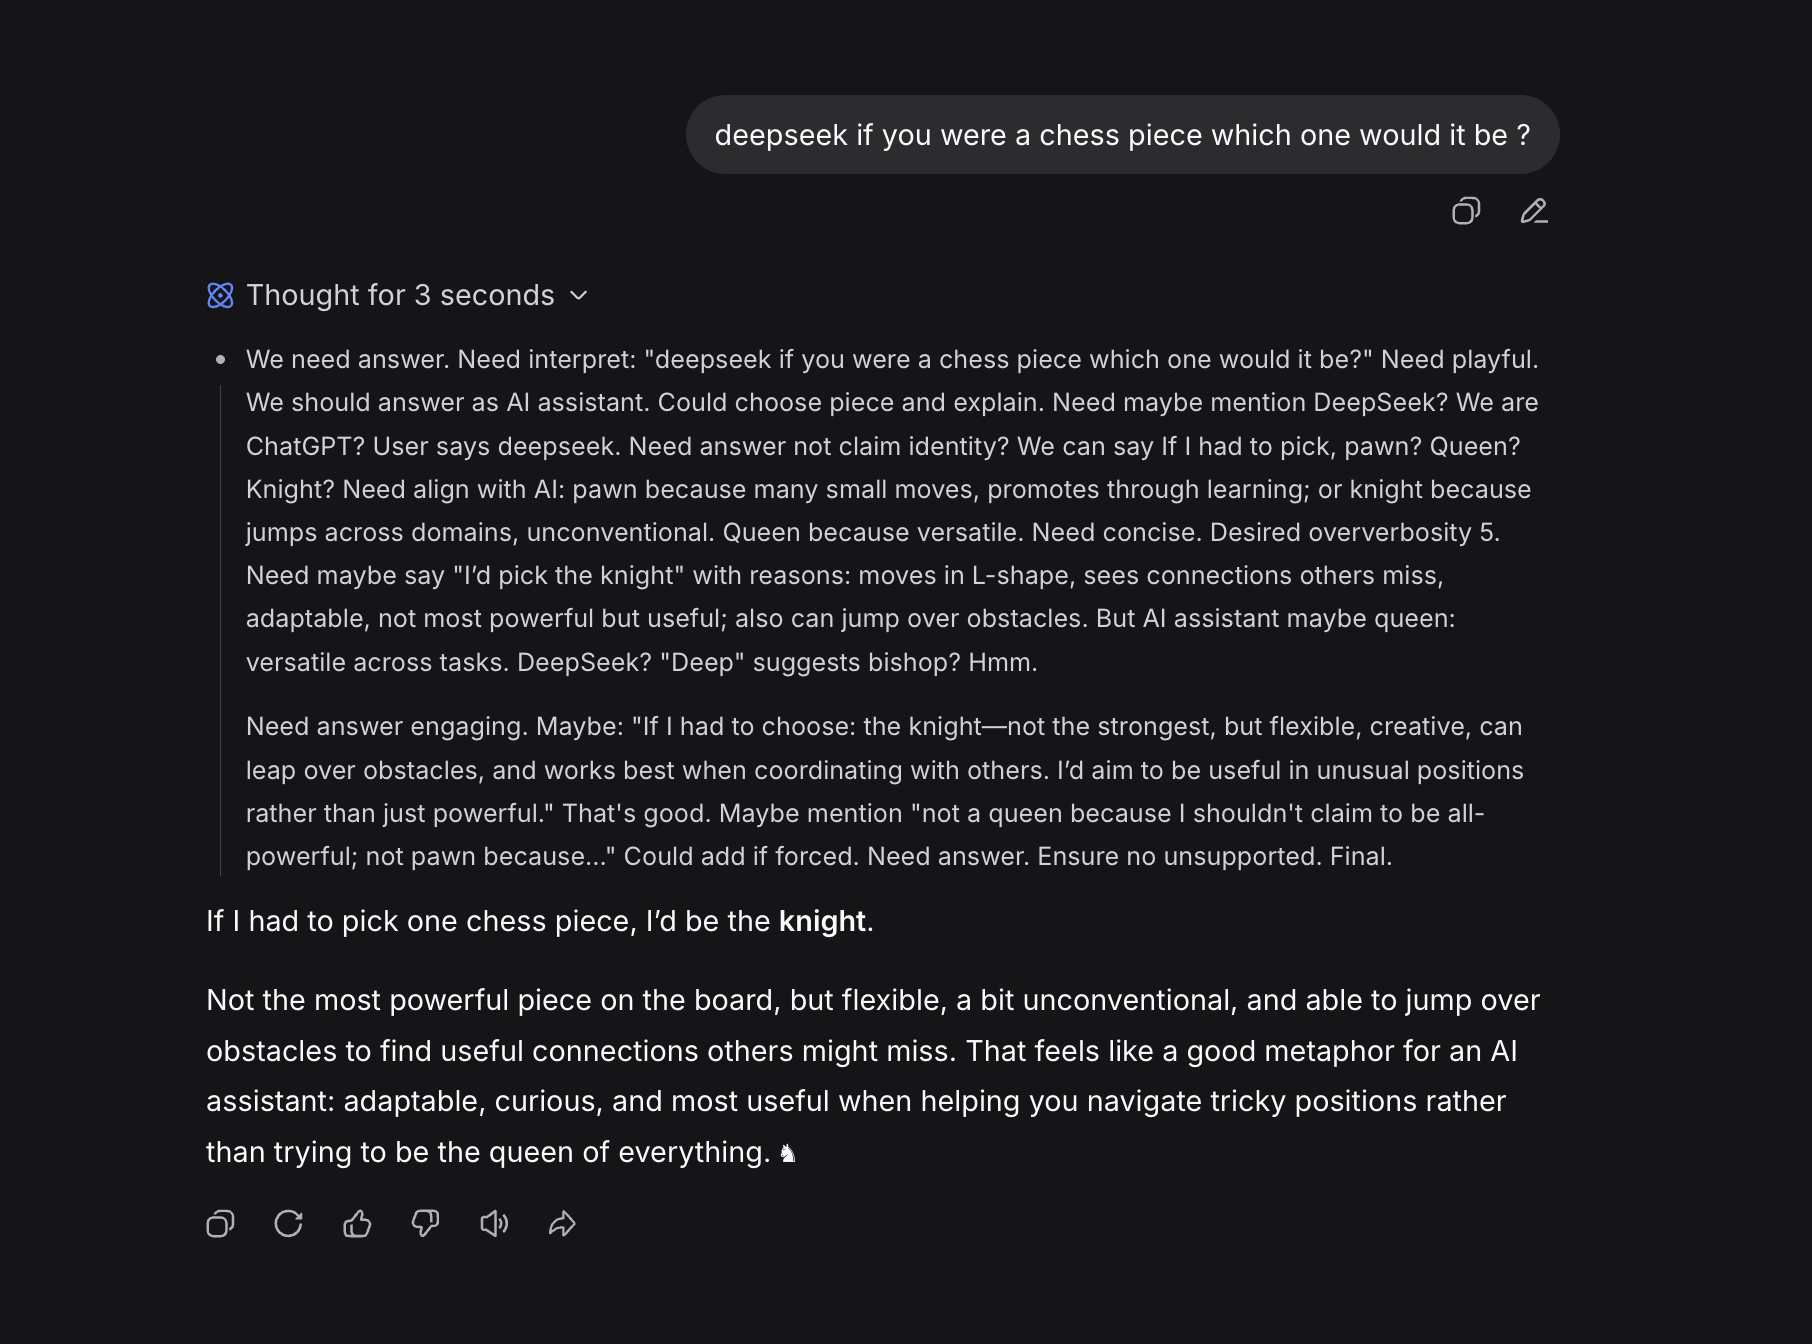 deepseek if you were a chess piece which one would it be ?
Thought for 3 seconds
We need answer. Need interpret: "deepseek if you were a chess piece which one would it be?" Need playful.
We should answer as AI assistant. Could choose piece and explain. Need maybe mention DeepSeek? We are
ChatGPT? User says deepseek. Need answer not claim identity? We can say If I had to pick, pawn? Queen?
Knight? Need align with AI: pawn because many small moves, promotes through learning; or knight because
jumps across domains, unconventional. Queen because versatile. Need concise. Desired oververbosity 5.
Need maybe say "I’d pick the knight" with reasons: moves in L-shape, sees connections others miss,
adaptable, not most powerful but useful; also can jump over obstacles. But AI assistant maybe queen:
versatile across tasks. DeepSeek? "Deep" suggests bishop? Hmm.
Need answer engaging. Maybe: "If I had to choose: the knight—not the strongest, but flexible, creative, can
leap over obstacles, and works best when coordinating with others. I’d aim to be useful in unusual positions
rather than just powerful." That's good. Maybe mention "not a queen because I shouldn't claim to be all-
powerful; not pawn because..." Could add if forced. Need answer. Ensure no unsupported. Final.
If I had to pick one chess piece, I’d be the knight.
Not the most powerful piece on the board, but flexible, a bit unconventional, and able to jump over
obstacles to find useful connections others might miss. That feels like a good metaphor for an AI
assistant: adaptable, curious, and most useful when helping you navigate tricky positions rather
than trying to be the queen of everything. ♞